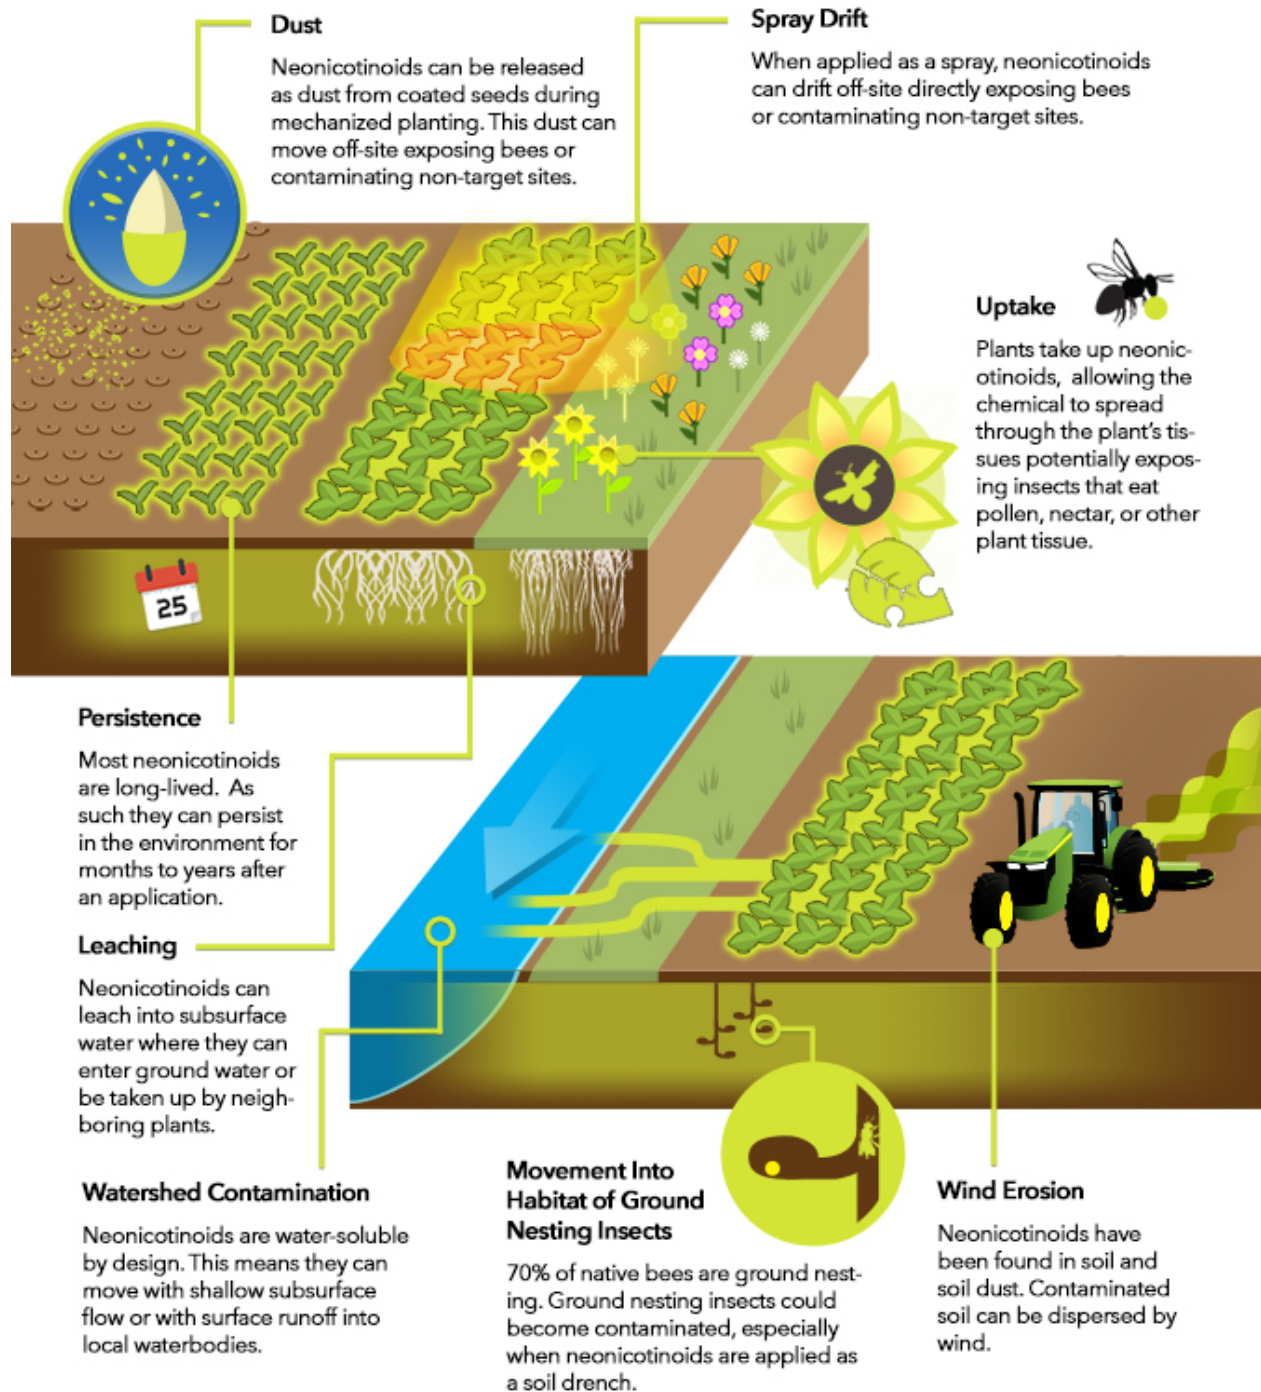 Dust
Neonicotinoids can be released
as dust from coated seeds during
mechanized planting. This dust can
move off-site exposing bees or
contaminating non-target sites.
Spray Drift
When applied as a spray, neonicotinoids
can drift off-site directly exposing bees
or contaminating non-target sites.
Uptake
Plants take up neonic-
otinoids, allowing the
chemical to spread
through the plant's tis-
sues potentially expos-
ing insects that eat
pollen, nectar, or other
plant tissue.
25
Persistence
Most neonicotinoids
are long-lived. As
such they can persist
in the environment for
months to years after
an application.
Leaching
Neonicotinoids can
leach into subsurface
water where they can
enter ground water or
be taken up by neigh-
boring plants.
Watershed Contamination
Neonicotinoids are water-soluble
by design. This means they can
move with shallow subsurface
flow or with surface runoff into
local waterbodies.
Movement Into
Habitat of Ground
Nesting Insects
70% of native bees are ground nest-
ing. Ground nesting insects could
become contaminated, especially
when neonicotinoids are applied as
a soil drench.
Wind Erosion
Neonicotinoids have
been found in soil and
soil dust. Contaminated
soil can be dispersed by
wind.